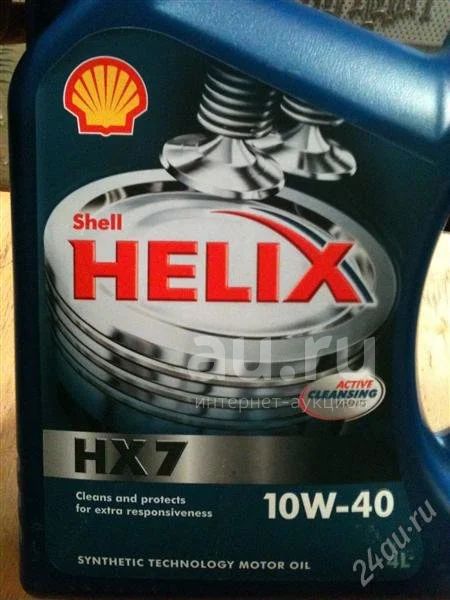 Shell
HELIX
au.ru
интернет-аукцион
ACTIVE
CLEANSING
HX7
Cleans and protects
for extra responsiveness
10W-40
4L
SYNTHETIC TECHNOLOGY MOTOR OIL
24au.ru